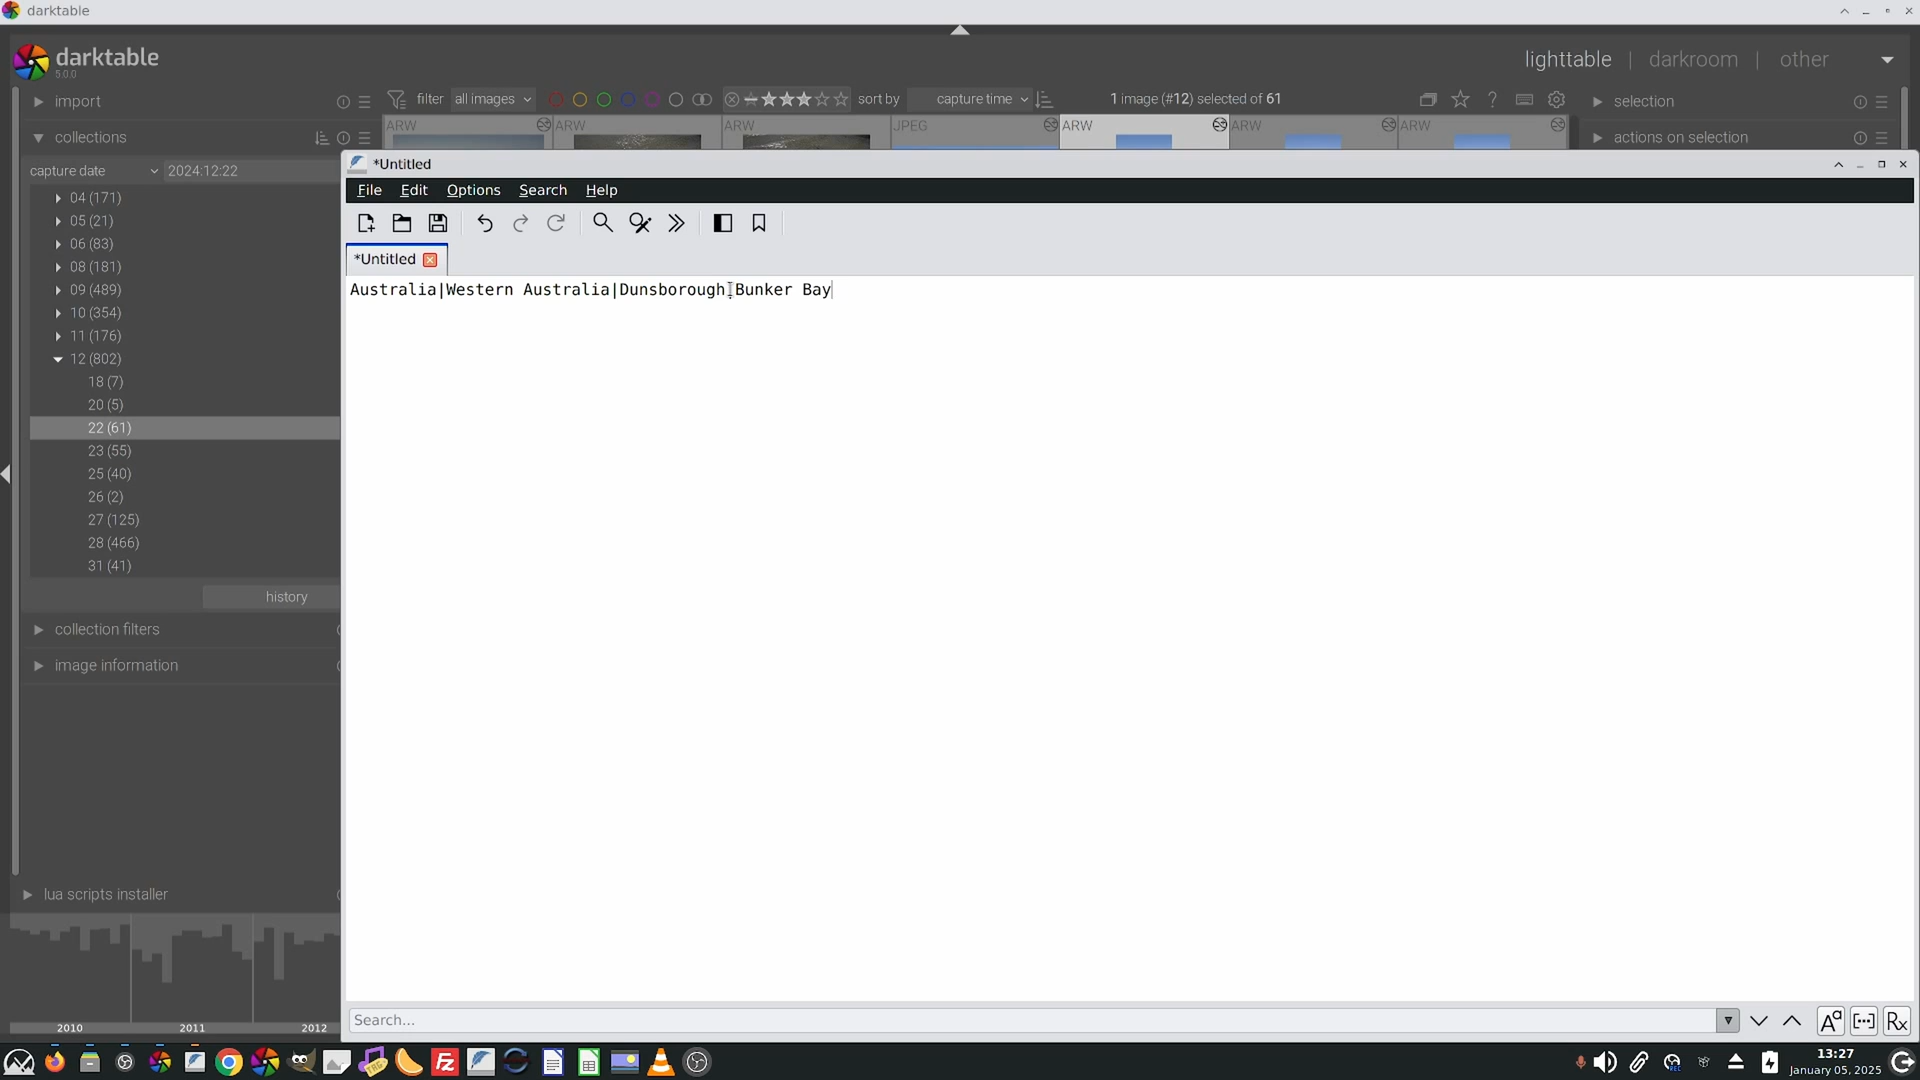 darktable
darktable
5.0.0
lighttable | darkroom | other
import
filter all images
sort by capture time
1 image (#12) selected of 61
selection
collections
ARW ARW ARW JPEG ARW ARW ARW
actions on selection
capture date 2024:12:22
04 (171)
05 (21)
06 (83)
08 (181)
09 (489)
10 (354)
11 (176)
12 (802)
18 (7)
20 (5)
22 (61)
23 (55)
25 (40)
26 (2)
27 (125)
28 (466)
31 (41)
history
collection filters
image information
lua scripts installer
2010 2011 2012
*Untitled
File Edit Options Search Help
*Untitled
Australia|Western Australia|Dunsborough|Bunker Bay
Search...
13:27
January 05, 2025